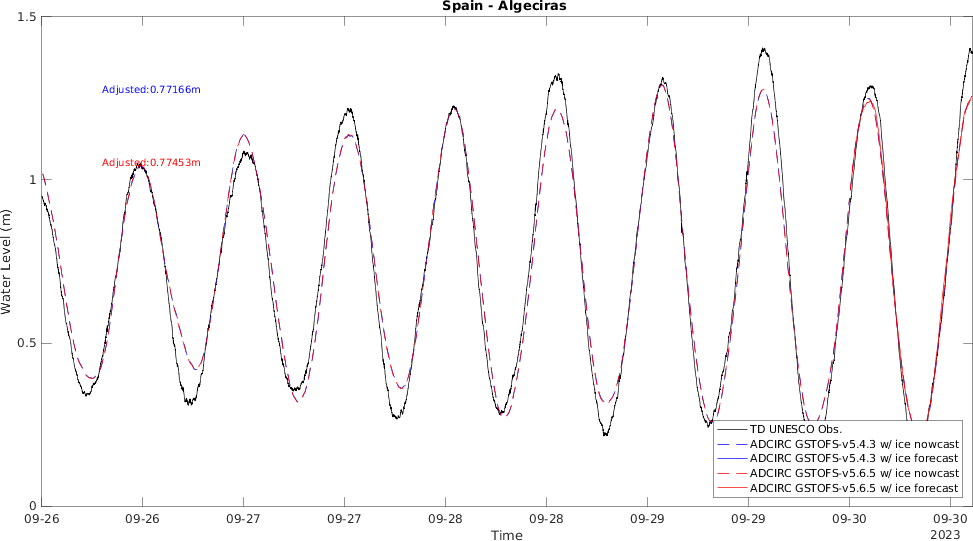 Spain - Algeciras
1.5
Adjusted:0.77166m
Adjusted:0.77453m
1
Water Level (m)
0.5
0
TD UNESCO Obs.
ADCIRC GSTOFS-v5.4.3 w/ ice nowcast
ADCIRC GSTOFS-v5.4.3 w/ ice forecast
ADCIRC GSTOFS-v5.6.5 w/ ice nowcast
ADCIRC GSTOFS-v5.6.5 w/ ice forecast
09-26 09-26 09-27 09-27 09-28 09-28 09-29 09-29 09-30 09-30
2023
Time